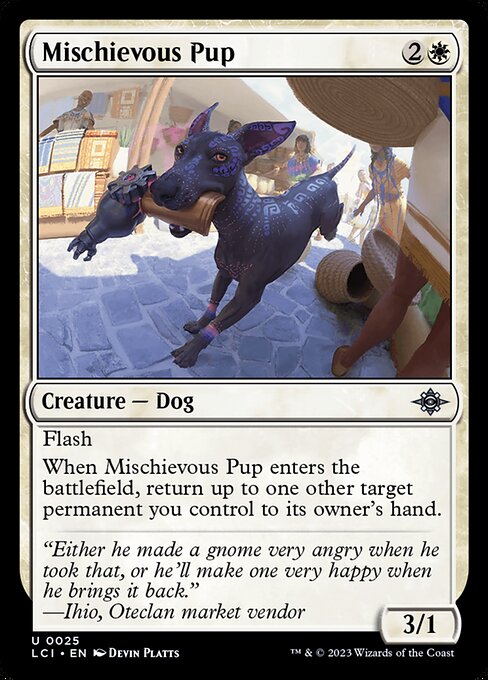 Mischievous Pup 2
Creature — Dog
Flash
When Mischievous Pup enters the
battlefield, return up to one other target
permanent you control to its owner's hand.
“Either he made a gnome very angry when he
took that, or he'll make one very happy when
he brings it back.”
—Ihio, Oteclan market vendor
3/1
U 0025
LCI • EN Devin Platts
™ & © 2023 Wizards of the Coast